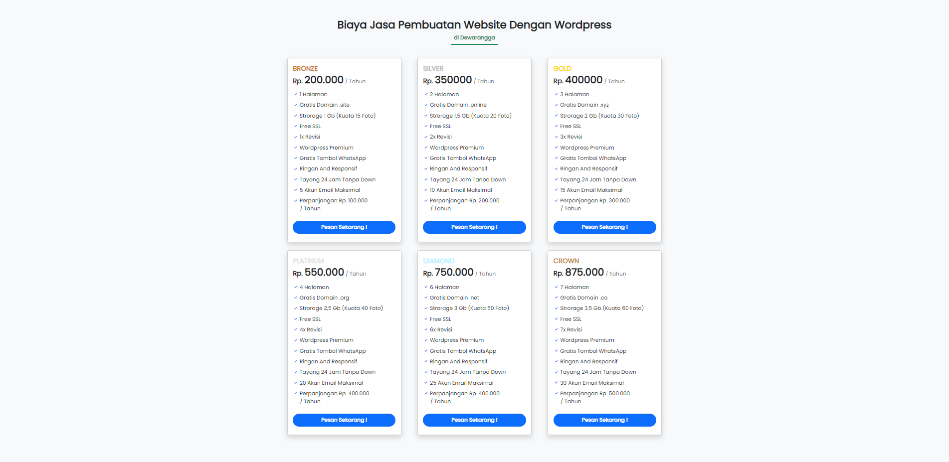 Biaya Jasa Pembuatan Website Dengan Wordpress
di Dewarangga
BRONZE
Rp. 200.000 / Tahun
1 Halaman
Gratis Domain .site
Strorage 1 Gb (Kuota 15 Foto)
Free SSL
1x Revisi
Wordpress Premium
Gratis Tombol WhatsApp
Ringan And Responsif
Tayang 24 Jam Tanpa Down
5 Akun Email Maksimal
Perpanjangan Rp. 100.000
/ Tahun
Pesan Sekarang !
SILVER
Rp. 350000 / Tahun
2 Halaman
Gratis Domain .online
Strorage 1,5 Gb (Kuota 20 Foto)
Free SSL
2x Revisi
Wordpress Premium
Gratis Tombol WhatsApp
Ringan And Responsif
Tayang 24 Jam Tanpa Down
10 Akun Email Maksimal
Perpanjangan Rp. 200.000
/ Tahun
Pesan Sekarang !
GOLD
Rp. 400000 / Tahun
3 Halaman
Gratis Domain .xyz
Strorage 2 Gb (Kuota 30 Foto)
Free SSL
3x Revisi
Wordpress Premium
Gratis Tombol WhatsApp
Ringan And Responsif
Tayang 24 Jam Tanpa Down
15 Akun Email Maksimal
Perpanjangan Rp. 300.000
/ Tahun
Pesan Sekarang !
PLATINUM
Rp. 550.000 / Tahun
4 Halaman
Gratis Domain .org
Strorage 2,5 Gb (Kuota 40 Foto)
Free SSL
4x Revisi
Wordpress Premium
Gratis Tombol WhatsApp
Ringan And Responsif
Tayang 24 Jam Tanpa Down
20 Akun Email Maksimal
Perpanjangan Rp. 400.000
/ Tahun
Pesan Sekarang !
DIAMOND
Rp. 750.000 / Tahun
6 Halaman
Gratis Domain .net
Strorage 3 Gb (Kuota 50 Foto)
Free SSL
6x Revisi
Wordpress Premium
Gratis Tombol WhatsApp
Ringan And Responsif
Tayang 24 Jam Tanpa Down
25 Akun Email Maksimal
Perpanjangan Rp. 400.000
/ Tahun
Pesan Sekarang !
CROWN
Rp. 875.000 / Tahun
7 Halaman
Gratis Domain .co
Strorage 3,5 Gb (Kuota 60 Foto)
Free SSL
7x Revisi
Wordpress Premium
Gratis Tombol WhatsApp
Ringan And Responsif
Tayang 24 Jam Tanpa Down
30 Akun Email Maksimal
Perpanjangan Rp. 500.000
/ Tahun
Pesan Sekarang !